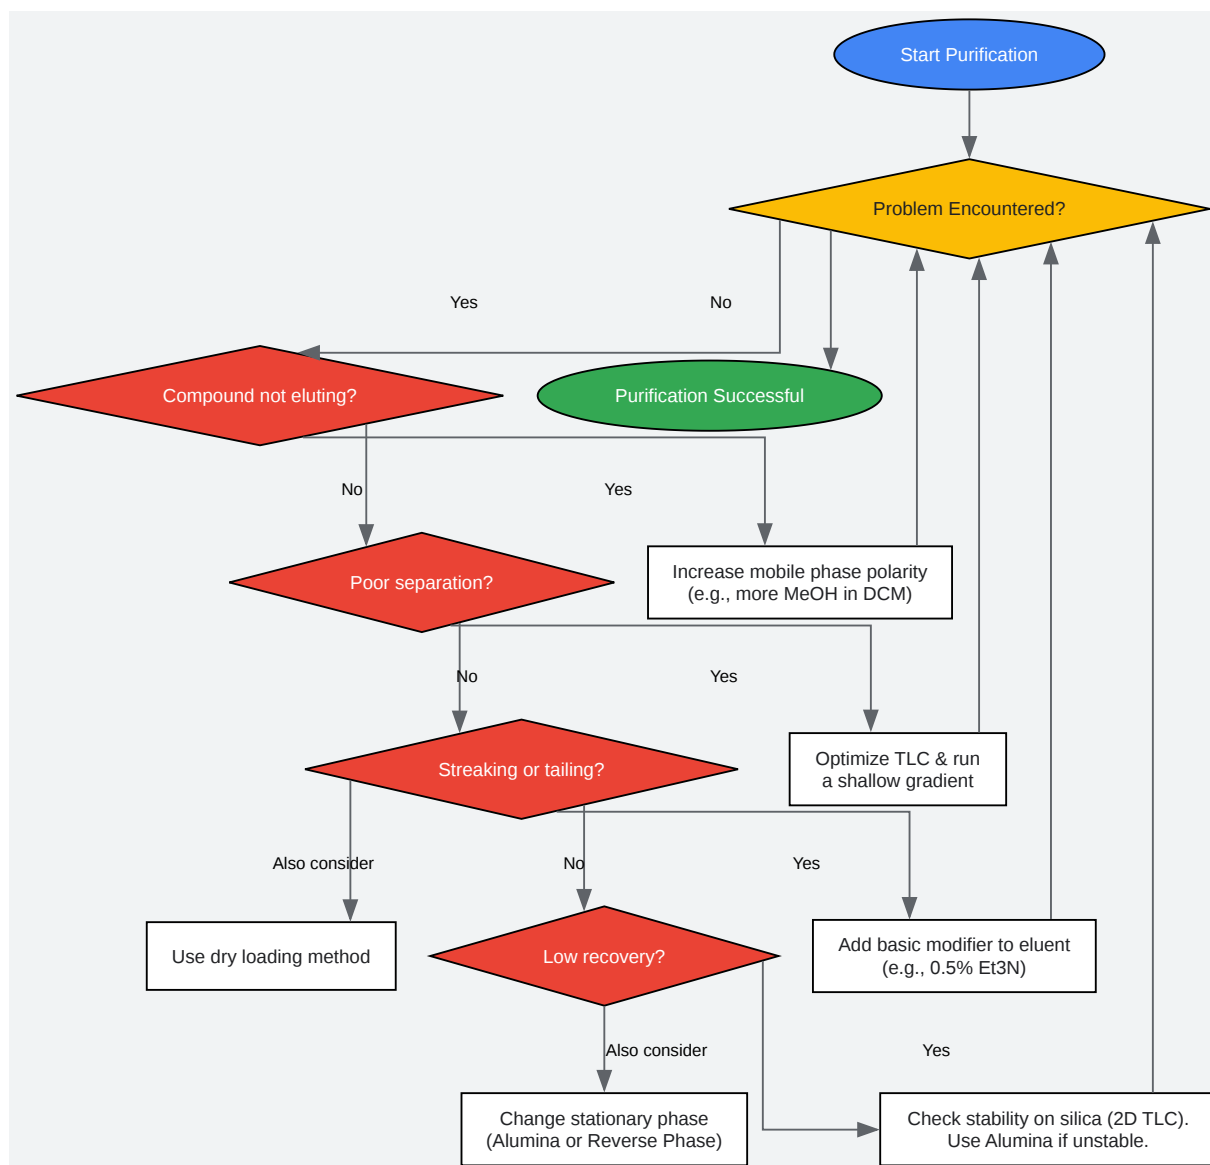 Start Purification
Problem Encountered?
Yes
No
Compound not eluting?
Purification Successful
No
Yes
Poor separation?
Increase mobile phase polarity
(e.g., more MeOH in DCM)
No
Yes
Streaking or tailing?
Optimize TLC & run
a shallow gradient
Also consider
No
Yes
Use dry loading method
Low recovery?
Add basic modifier to eluent
(e.g., 0.5% Et3N)
Also consider
Yes
Change stationary phase
(Alumina or Reverse Phase)
Check stability on silica (2D TLC).
Use Alumina if unstable.